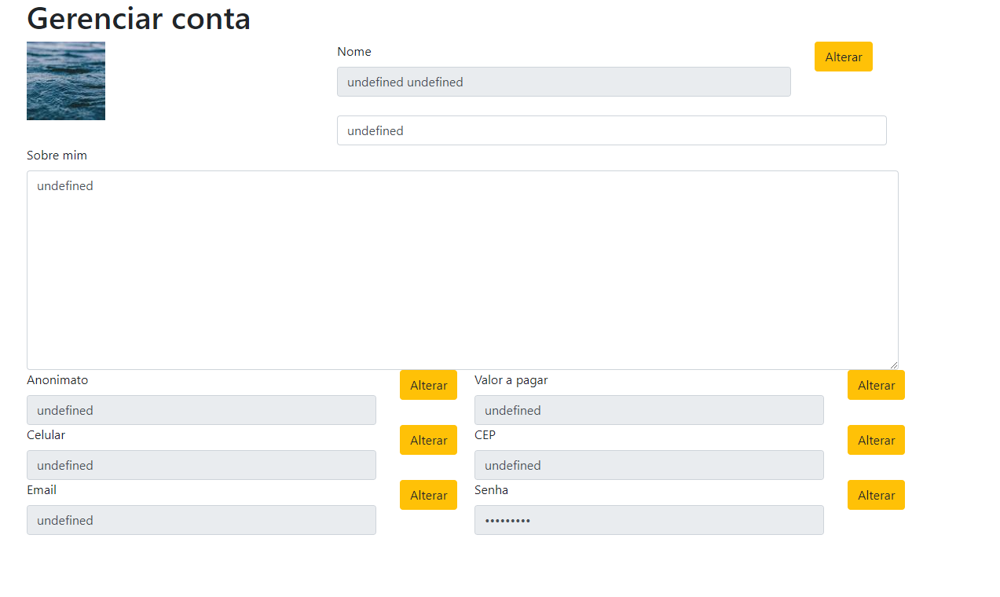 Gerenciar conta
Nome
Alterar
undefined undefined
undefined
Sobre mim
undefined
Anonimato
Alterar
Valor a pagar
Alterar
undefined
undefined
Celular
Alterar
CEP
Alterar
undefined
undefined
Email
Alterar
Senha
Alterar
undefined
•••••••••